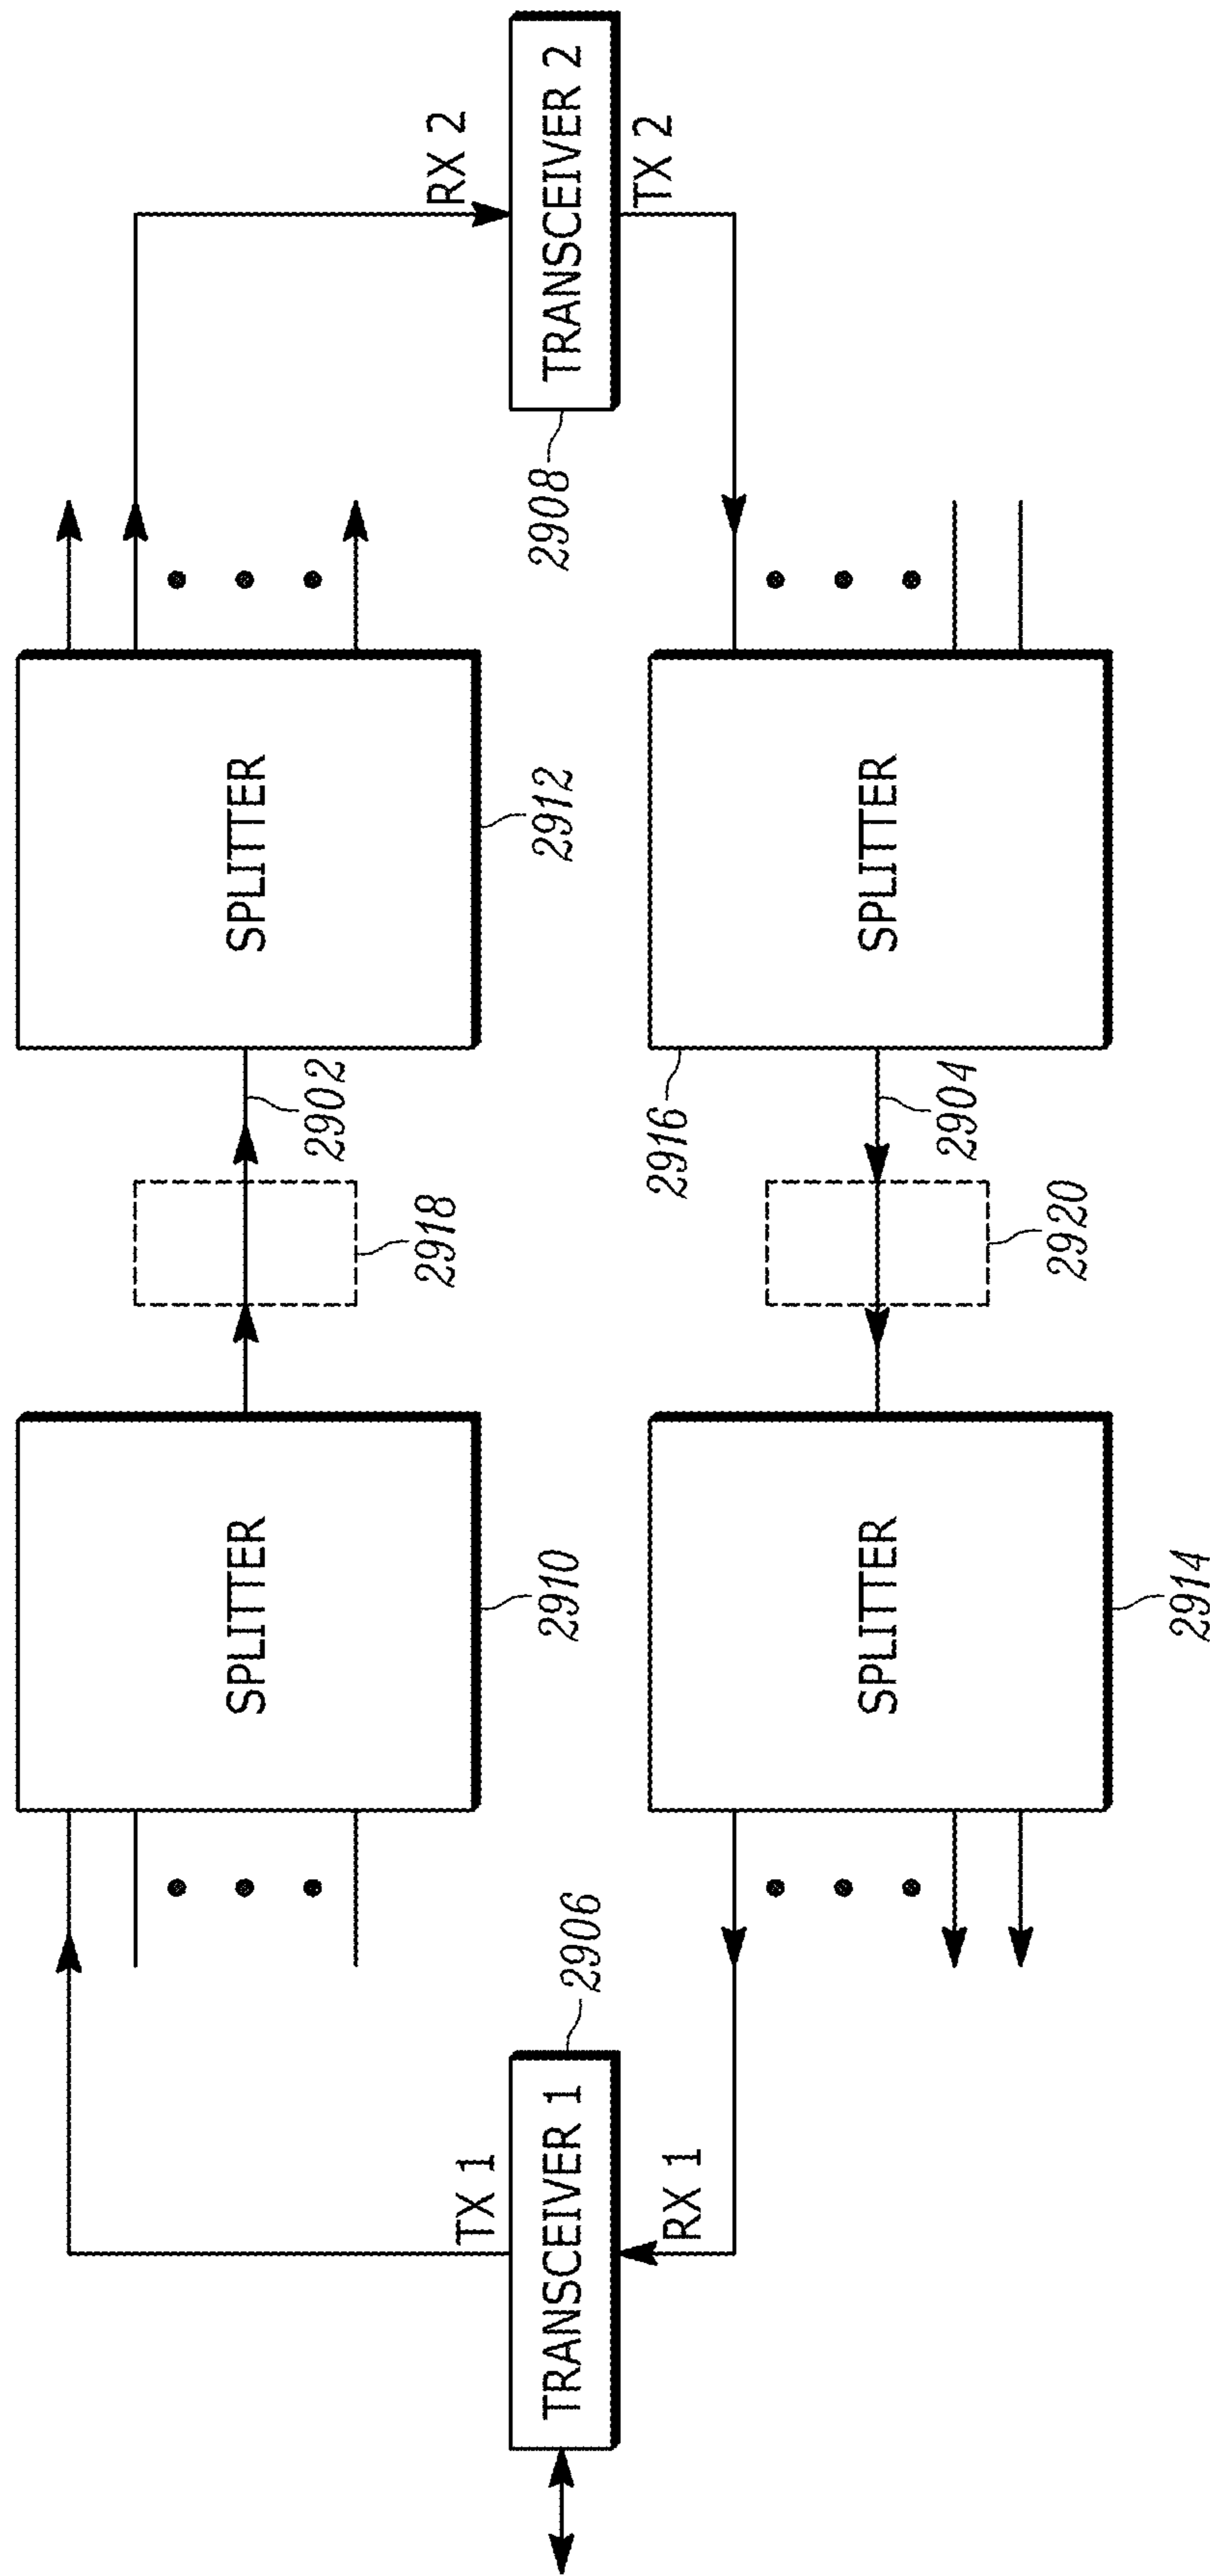 TRANSCEIVER 1
2906
TX 1
RX 1
SPLITTER
2910
2918
2902
SPLITTER
2912
RX 2
TRANSCEIVER 2
2908
TX 2
SPLITTER
2914
2920
2904
SPLITTER
2916